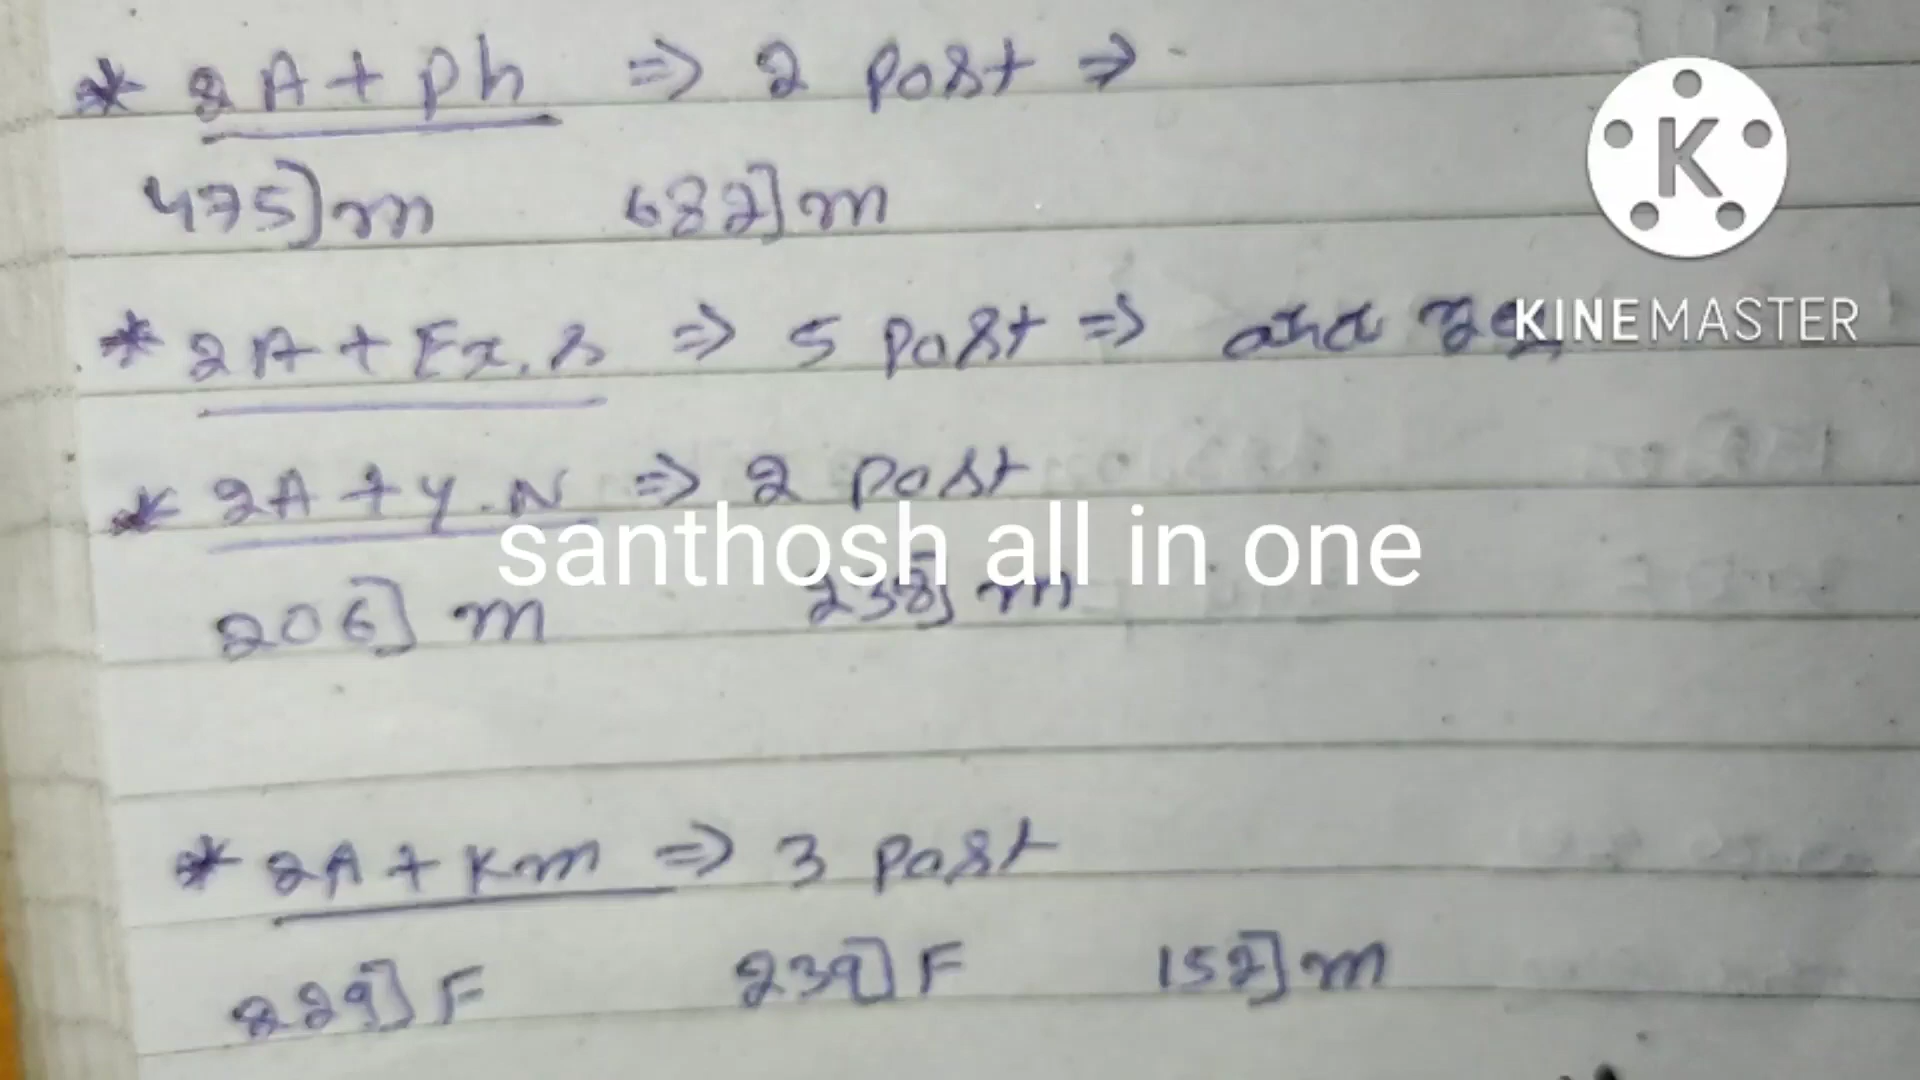 * 2A + Ph => 2 Post =>
475] m 682] m
* 2A + Ex. s => 5 Post =>
KINEMASTER
* 2A + Y. N => 2 Post
santhosh all in one
206] m 238] m
* 2A + Km => 3 Post
229] F 239] F 152] m